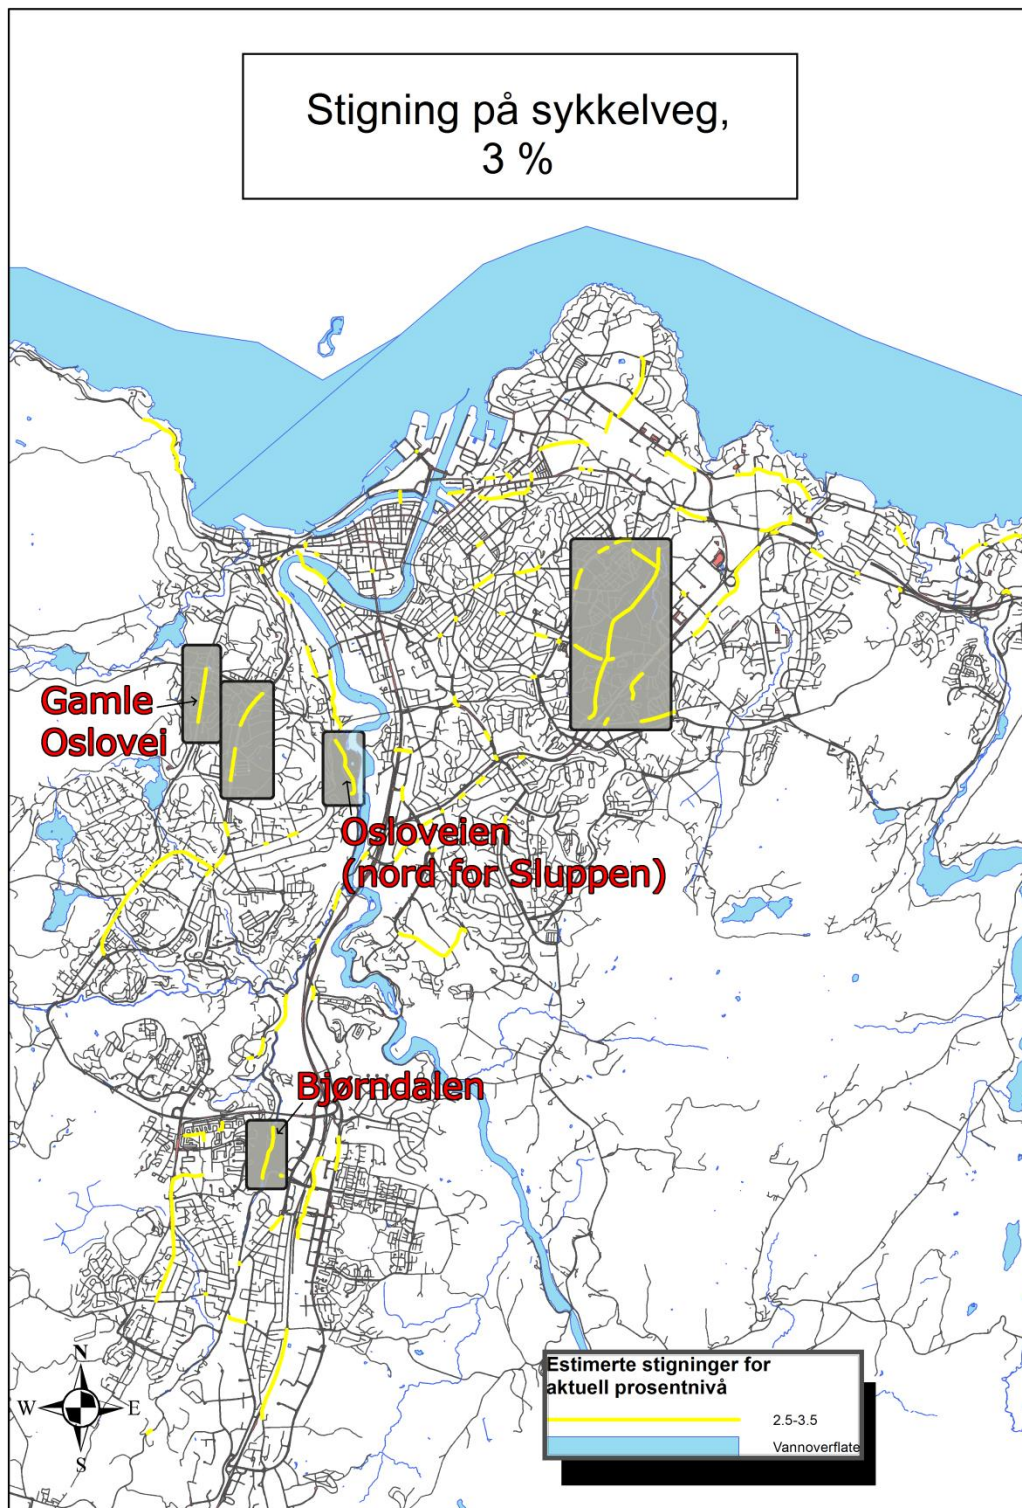 Stigning på sykkelveg,
3 %
Gamle
Oslovei
Osloveien
(nord for Sluppen)
Bjørndalen
N
W
E
S
Estimerte stigninger for
aktuell prosentnivå
2.5-3.5
Vannoverflate